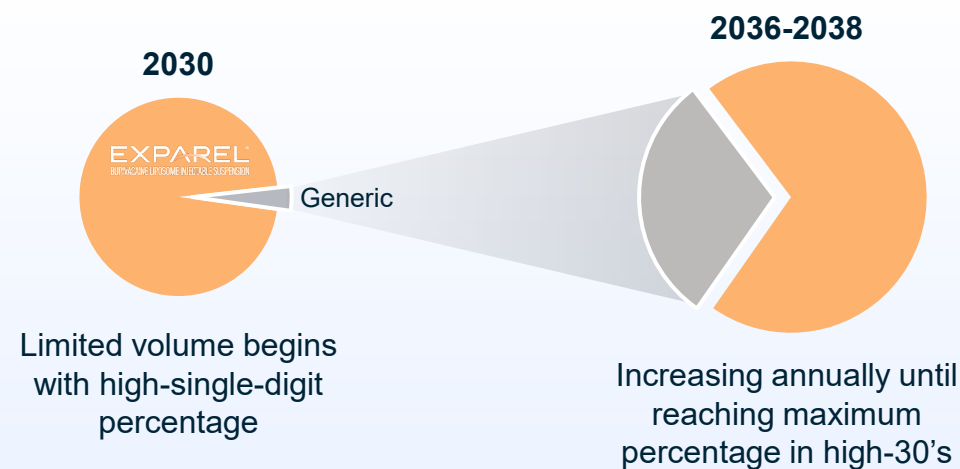 2030
2036-2038
EXPAREL®
BUPIVACAINE LIPOSOME INJECTABLE SUSPENSION
Generic
Limited volume begins
with high-single-digit
percentage
Increasing annually until
reaching maximum
percentage in high-30's